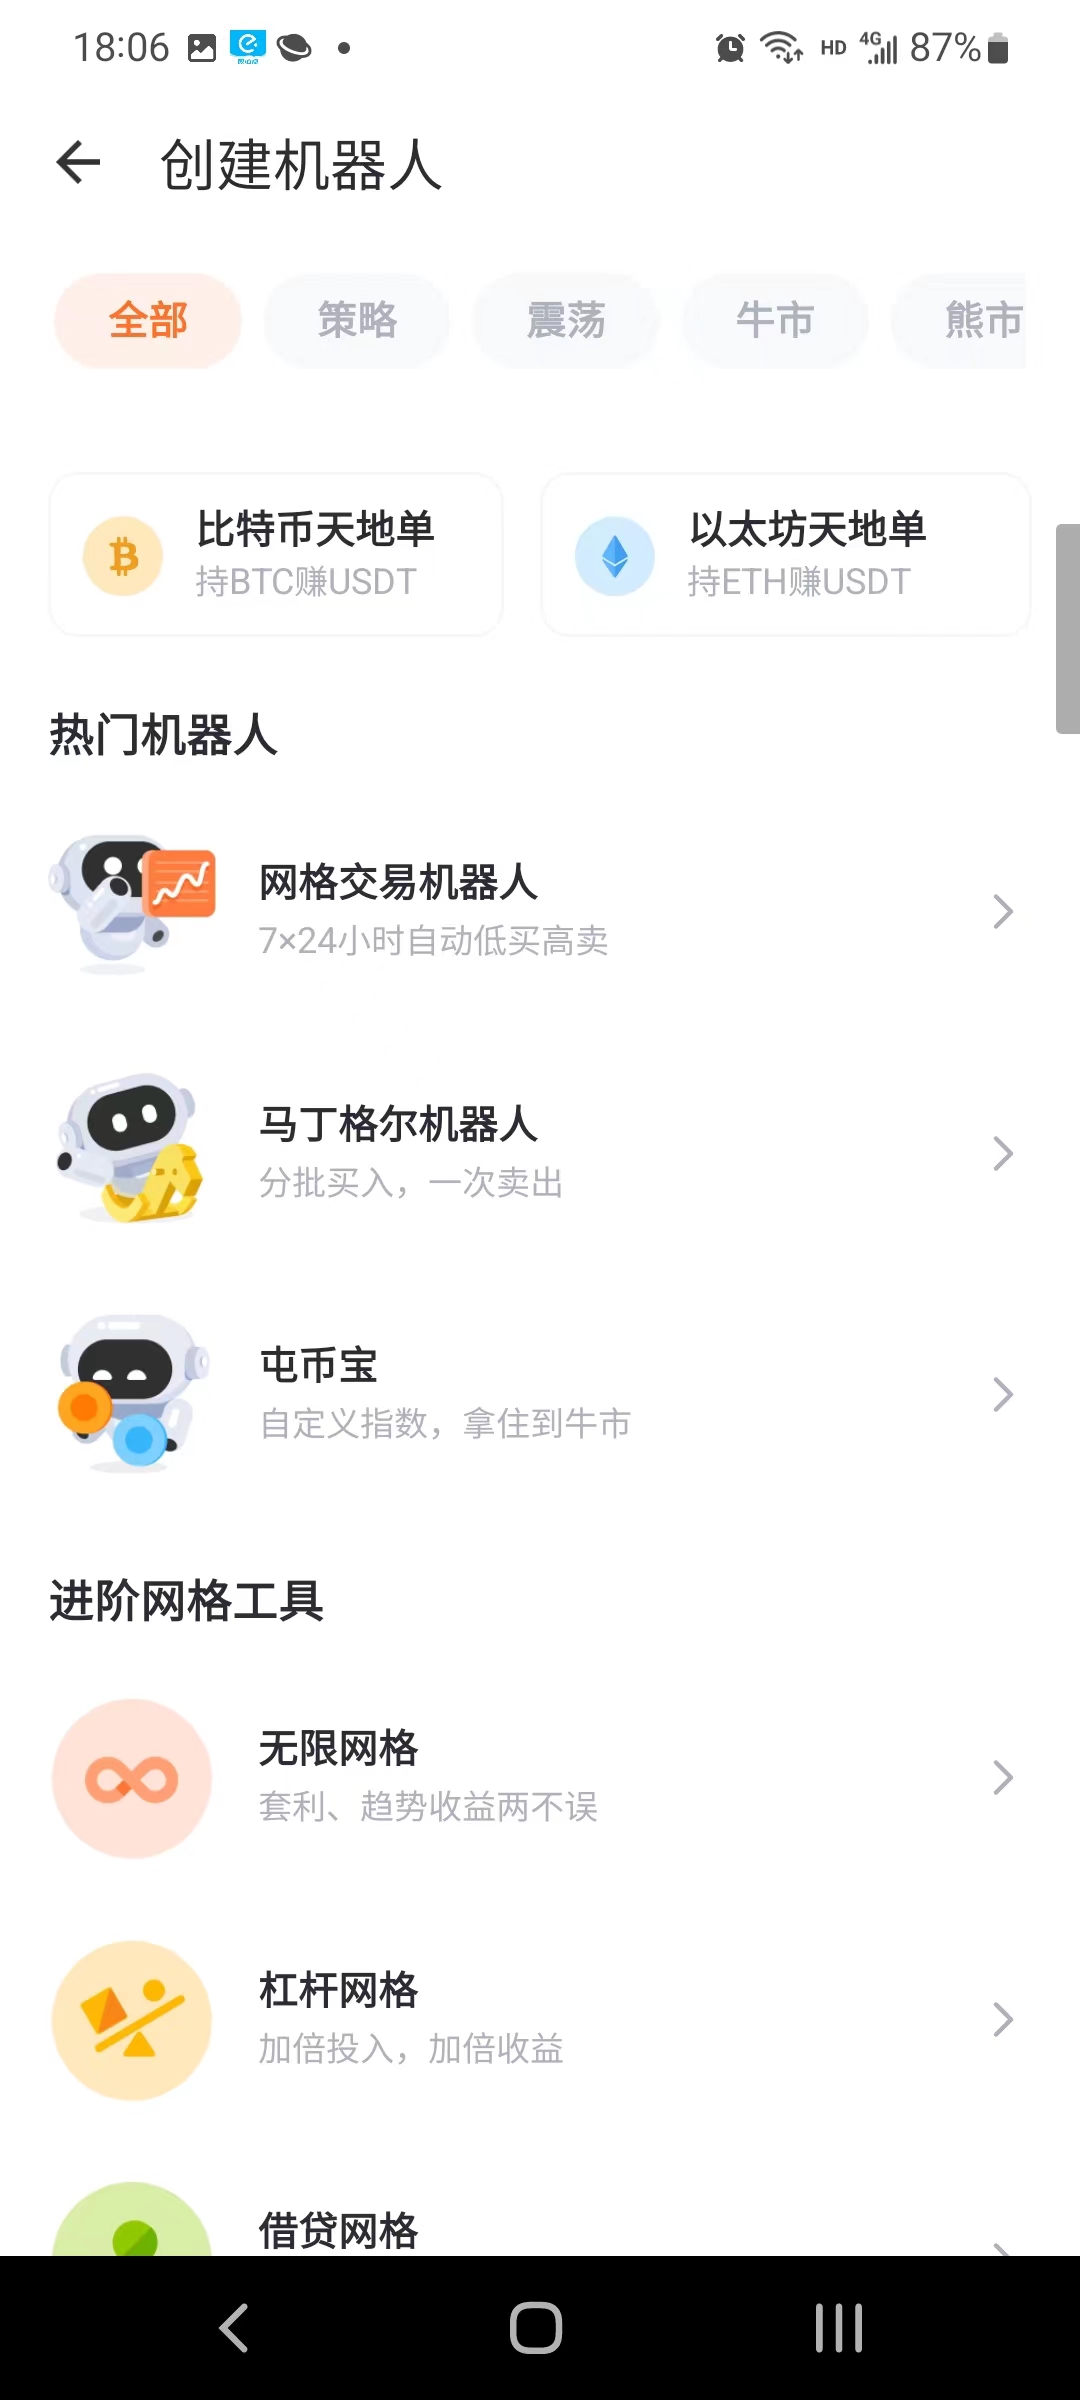 18:06 HD 4G 87%
创建机器人
全部 策略 震荡 牛市 熊市
比特币天地单 以太坊天地单
持BTC赚USDT 持ETH赚USDT
热门机器人
网格交易机器人
7×24小时自动低买高卖
马丁格尔机器人
分批买入，一次卖出
屯币宝
自定义指数，拿住到牛市
进阶网格工具
无限网格
套利、趋势收益两不误
杠杆网格
加倍投入，加倍收益
借贷网格